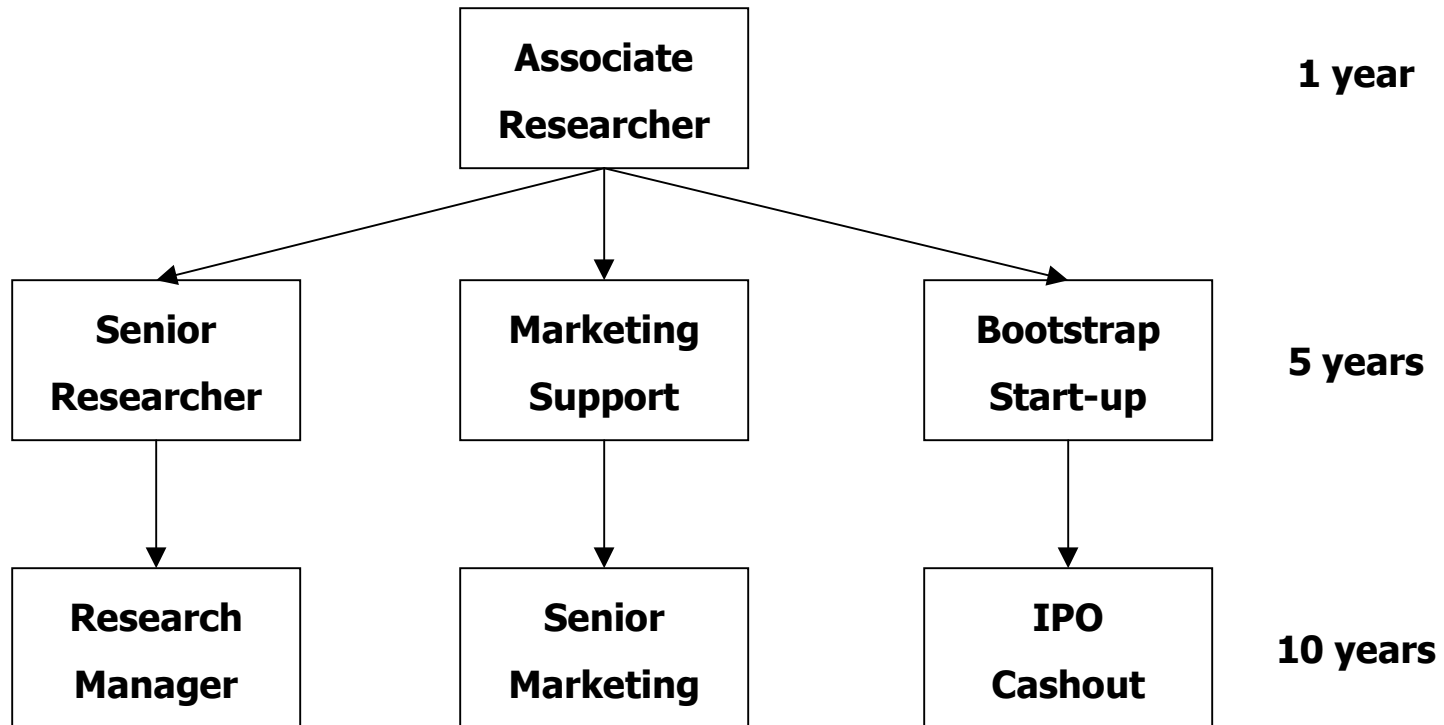 Associate
Researcher
1 year
Senior
Researcher
Marketing
Support
Bootstrap
Start-up
5 years
Research
Manager
Senior
Marketing
IPO
Cashout
10 years